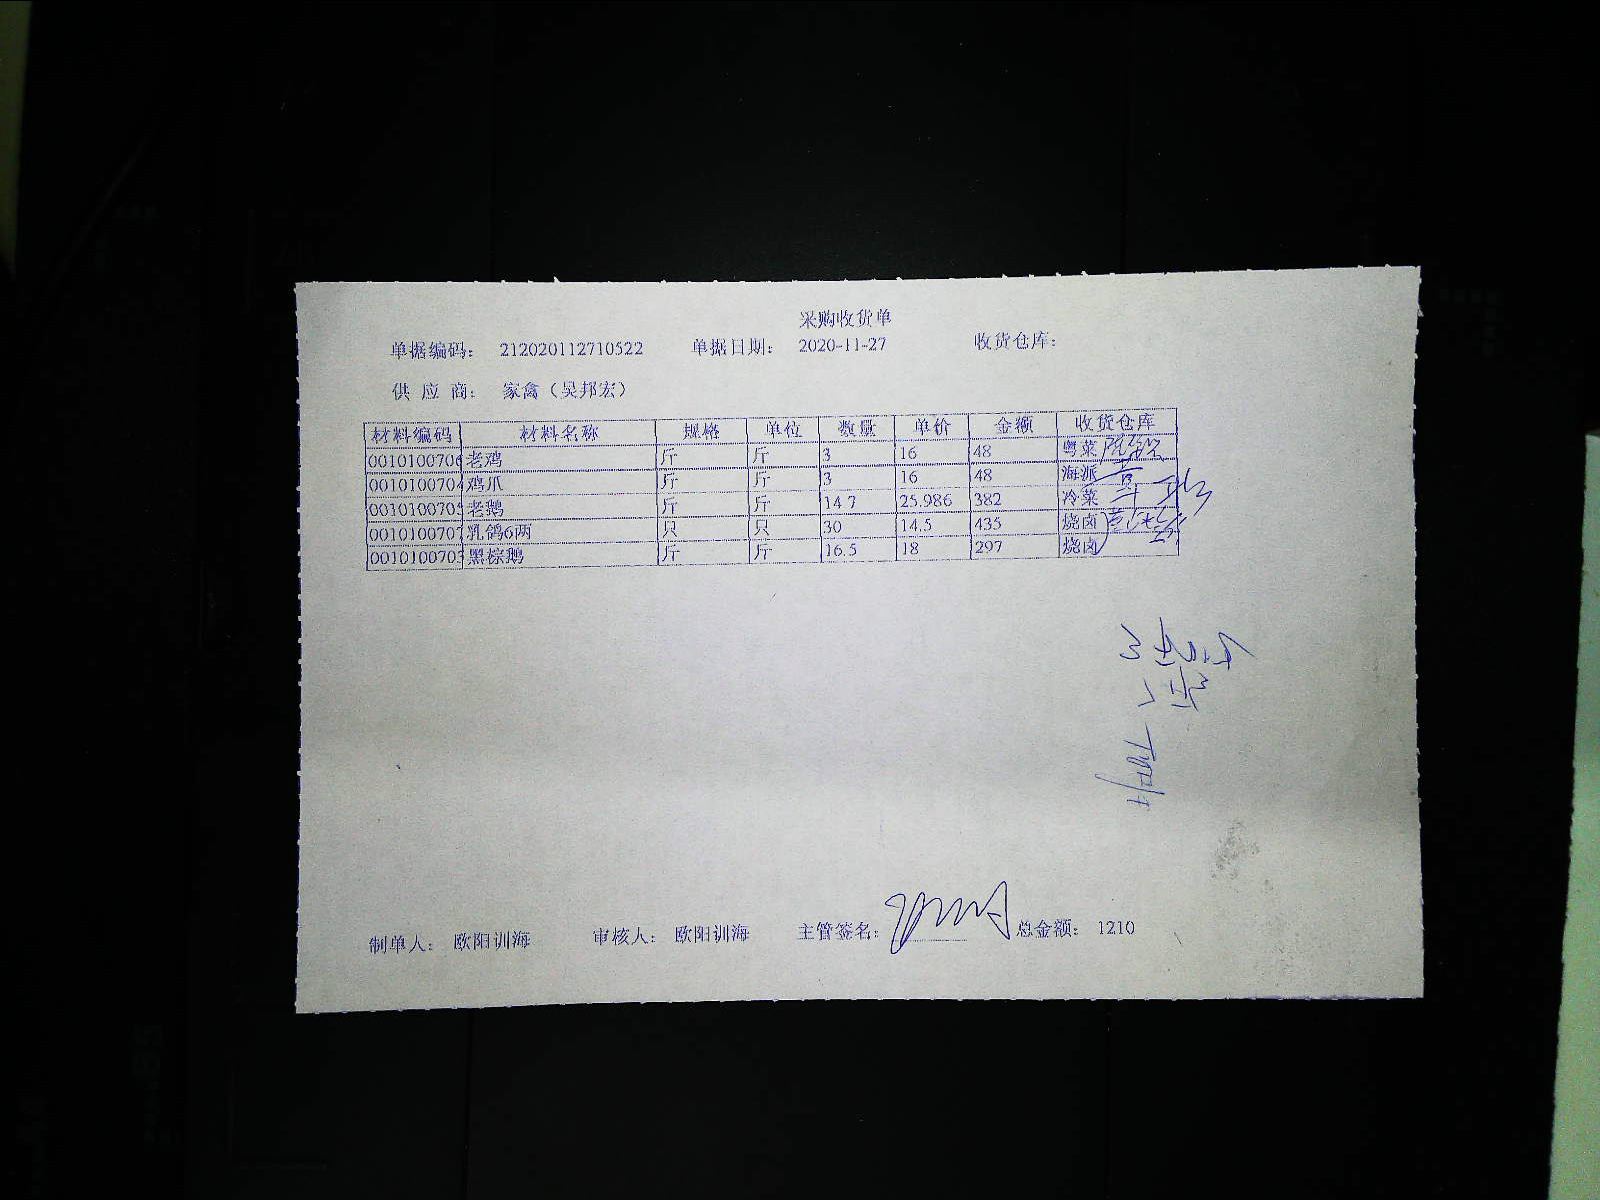 采购收货单
单据编码: 212020112710522 单据日期: 2020-11-27 收货仓库:
供 应 商: 家禽（吴邦宏）
材料编码 材料名称 规格 单位 数量 单价 金额 收货仓库
0010100706 老鸡 斤 斤 3 16 48 粤菜
0010100704 鸡爪 斤 斤 3 16 48 海派
0010100705 老鹅 斤 斤 14.7 25.986 382 冷菜
0010100707 乳鸽6两 只 只 30 14.5 435 烧卤
0010100703 黑棕鹅 斤 斤 16.5 18 297 烧卤
制单人: 欧阳训海 审核人: 欧阳训海 主管签名: 总金额: 1210